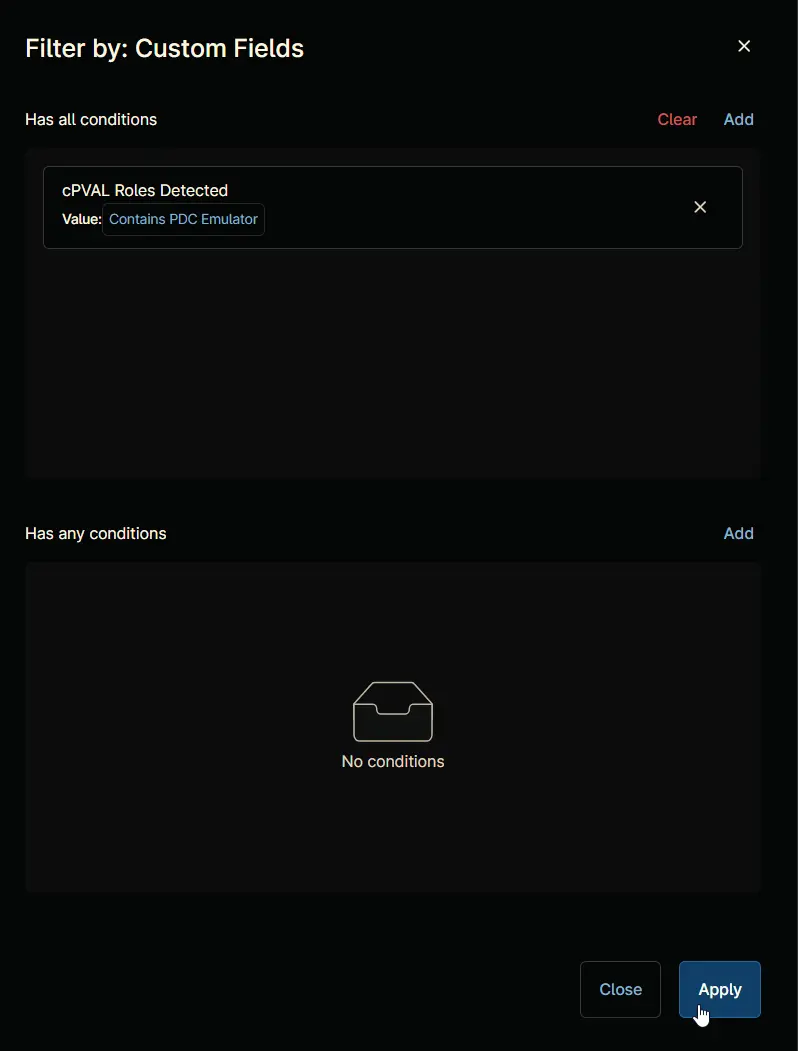 Filter by: Custom Fields
Has all conditions
Clear
Add
cPVAL Roles Detected
Value: Contains PDC Emulator
Has any conditions
Add
No conditions
Close
Apply